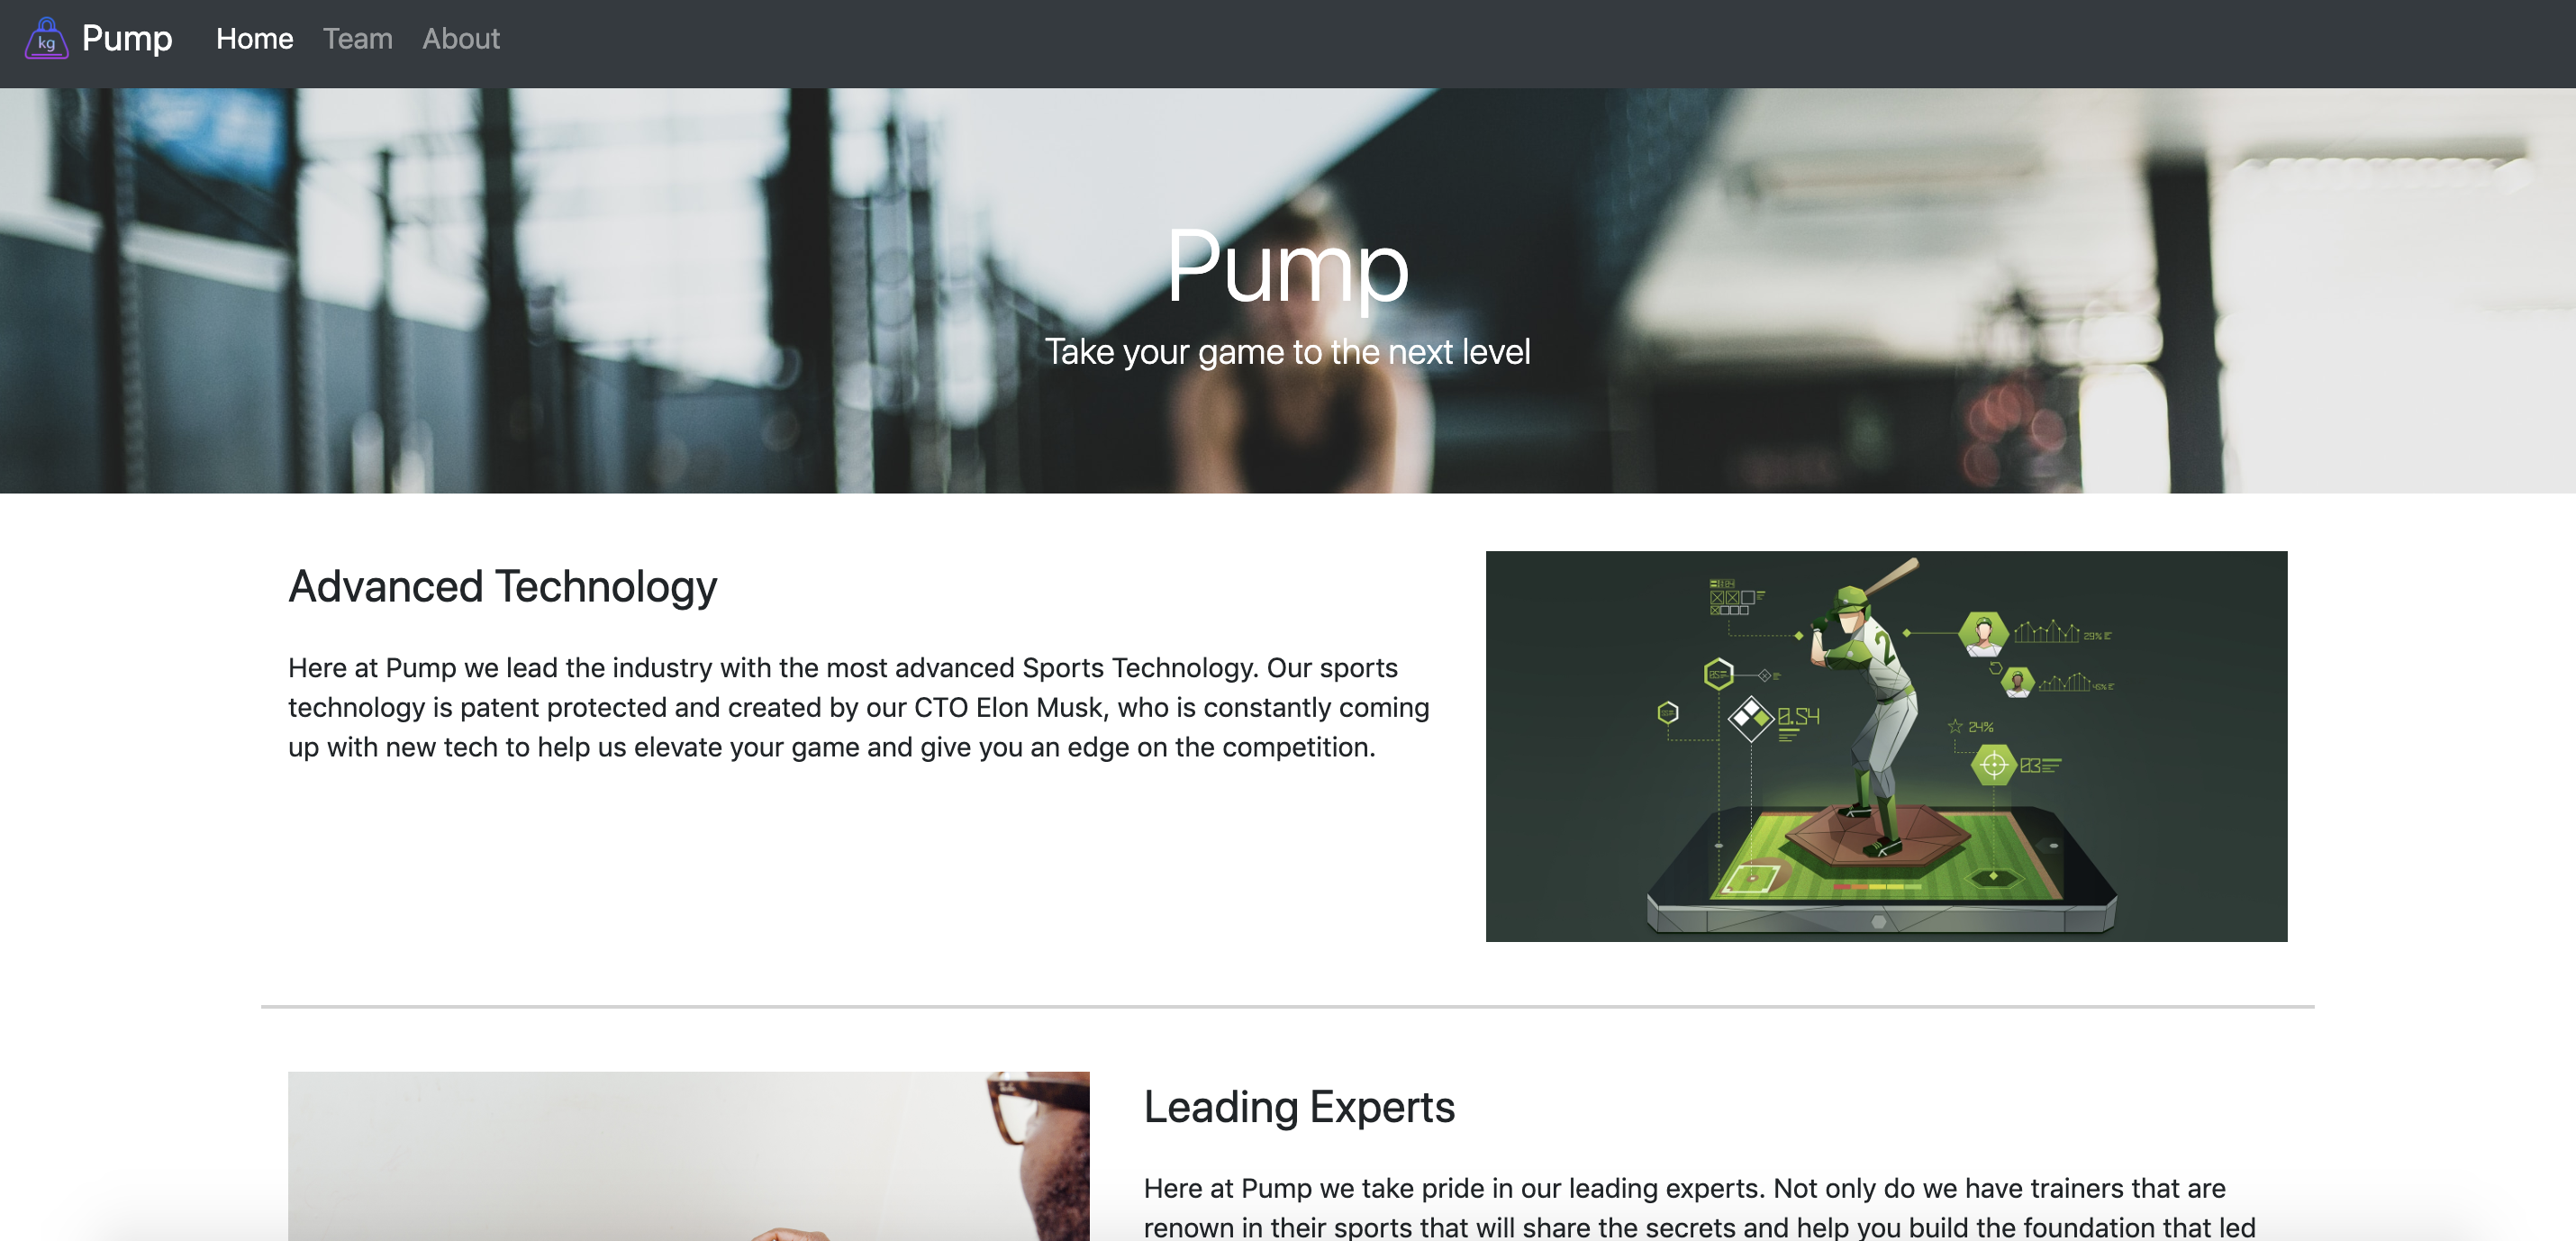 kg Pump Home Team About
Pump
Take your game to the next level
Advanced Technology
Here at Pump we lead the industry with the most advanced Sports Technology. Our sports
technology is patent protected and created by our CTO Elon Musk, who is constantly coming
up with new tech to help us elevate your game and give you an edge on the competition.
2
29%
45%
0.54
24%
03
Leading Experts
Here at Pump we take pride in our leading experts. Not only do we have trainers that are
renown in their sports that will share the secrets and help you build the foundation that led